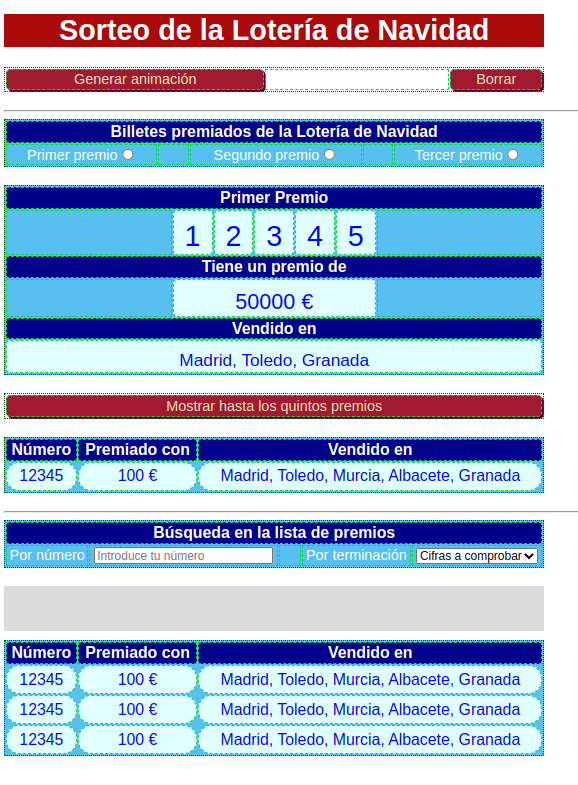 Sorteo de la Lotería de Navidad
Generar animación Borrar
Billetes premiados de la Lotería de Navidad
Primer premio Segundo premio Tercer premio
Primer Premio
1 2 3 4 5
Tiene un premio de
50000 €
Vendido en
Madrid, Toledo, Granada
Mostrar hasta los quintos premios
Número Premiado con Vendido en
12345 100 € Madrid, Toledo, Murcia, Albacete, Granada
Búsqueda en la lista de premios
Por número Introduce tu número Por terminación Cifras a comprobar
Número Premiado con Vendido en
12345 100 € Madrid, Toledo, Murcia, Albacete, Granada
12345 100 € Madrid, Toledo, Murcia, Albacete, Granada
12345 100 € Madrid, Toledo, Murcia, Albacete, Granada